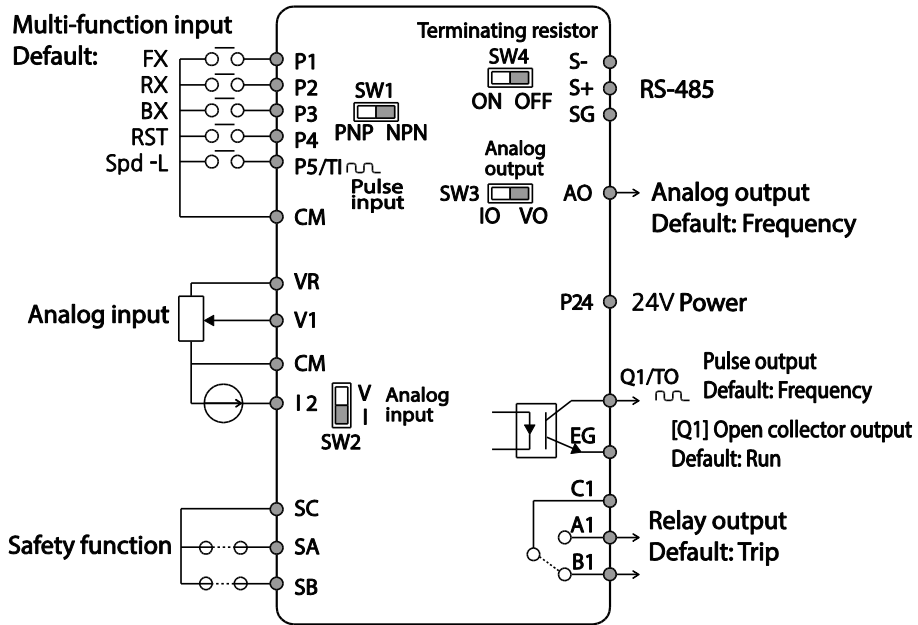 Multi-function input
Default:
FX
RX
BX
RST
Spd -L
P1
P2
P3
P4
P5/TI
Pulse
input
CM
SW1
PNP NPN
Terminating resistor
SW4
ON OFF
S-
S+
SG
RS-485
Analog
output
SW3
IO VO
AO
Analog output
Default: Frequency
Analog input
VR
V1
CM
I 2
V
I
SW2
Analog
input
P24
24V Power
Q1/TO
Pulse output
Default: Frequency
EG
[Q1] Open collector output
Default: Run
Safety function
SC
SA
SB
C1
A1
B1
Relay output
Default: Trip